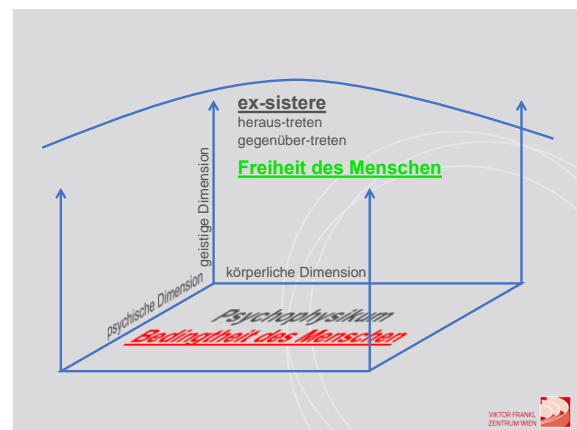 ex-sistere
heraus-treten
gegenüber-treten
Freiheit des Menschen
geistige Dimension
körperliche Dimension
psychische Dimension
Psychophysikum
Bedingtheit des Menschen
VIKTOR FRANKL
ZENTRUM WIEN